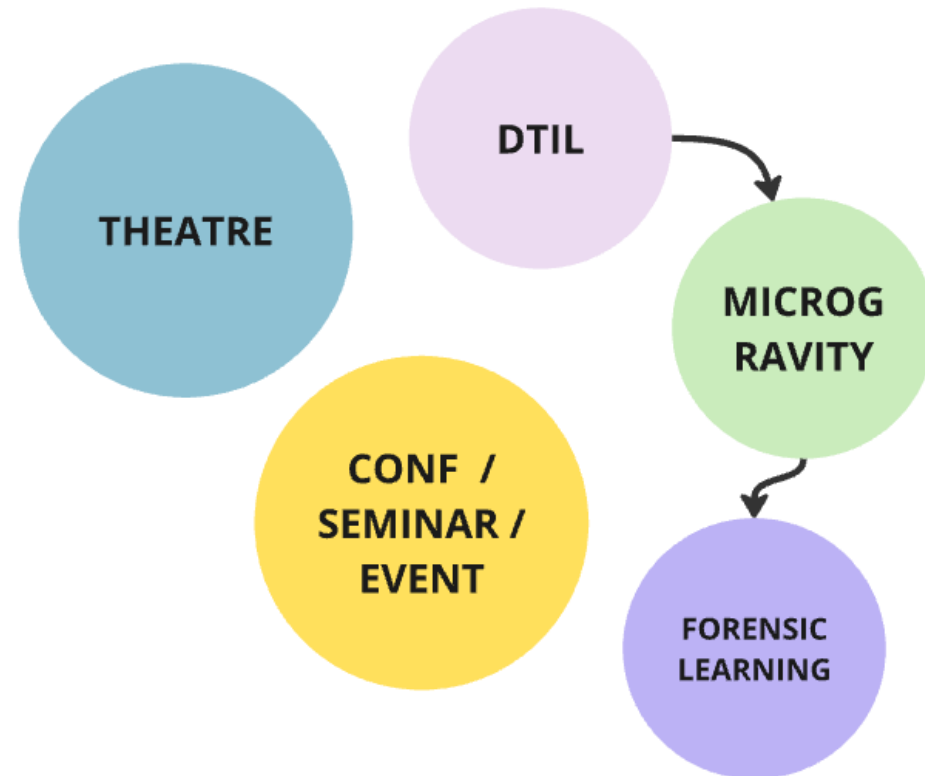 THEATRE
DTIL
MICROG
RAVITY
CONF /
SEMINAR /
EVENT
FORENSIC
LEARNING